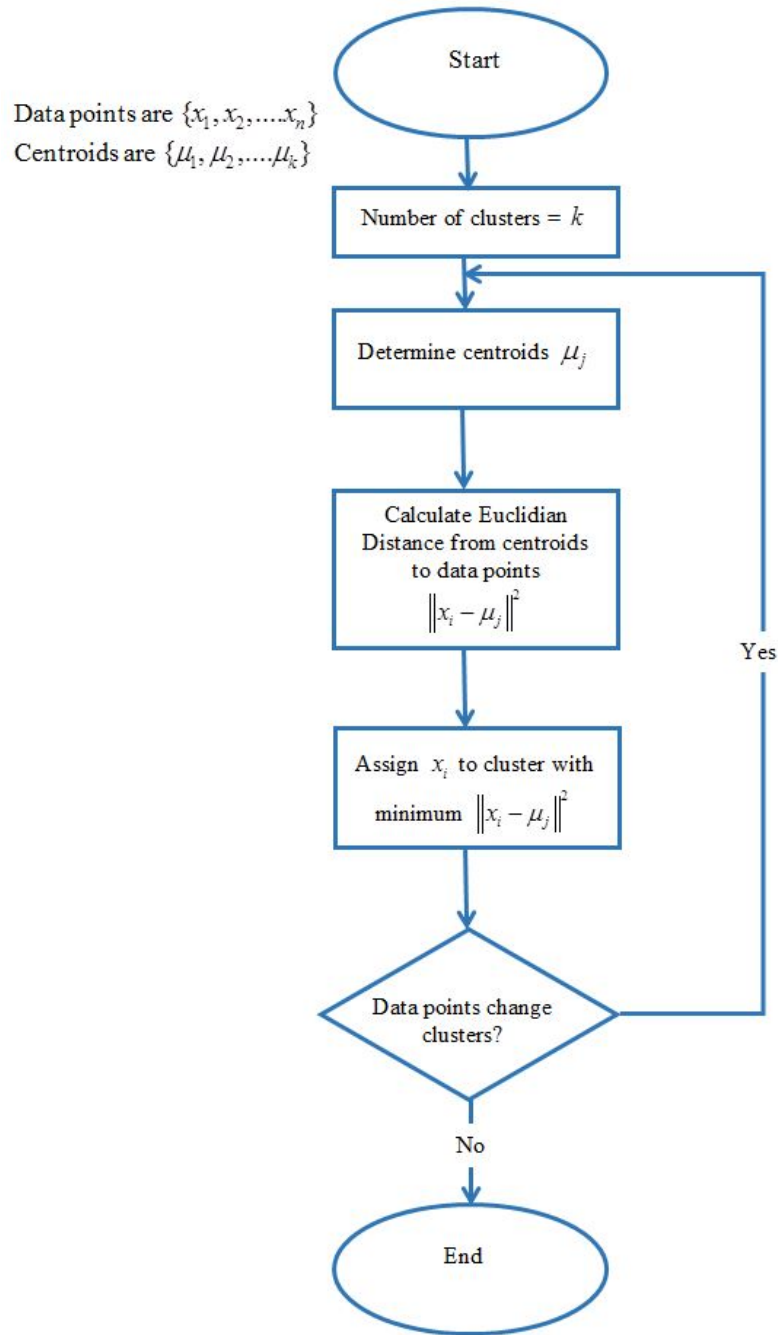 Start
Data points are {x₁, x₂,....xₙ}
Centroids are {μ₁, μ₂,....μₖ}
Number of clusters = k
Determine centroids μⱼ
Calculate Euclidian
Distance from centroids
to data points
‖xᵢ − μⱼ‖²
Yes
Assign xᵢ to cluster with
minimum ‖xᵢ − μⱼ‖²
Data points change
clusters?
No
End